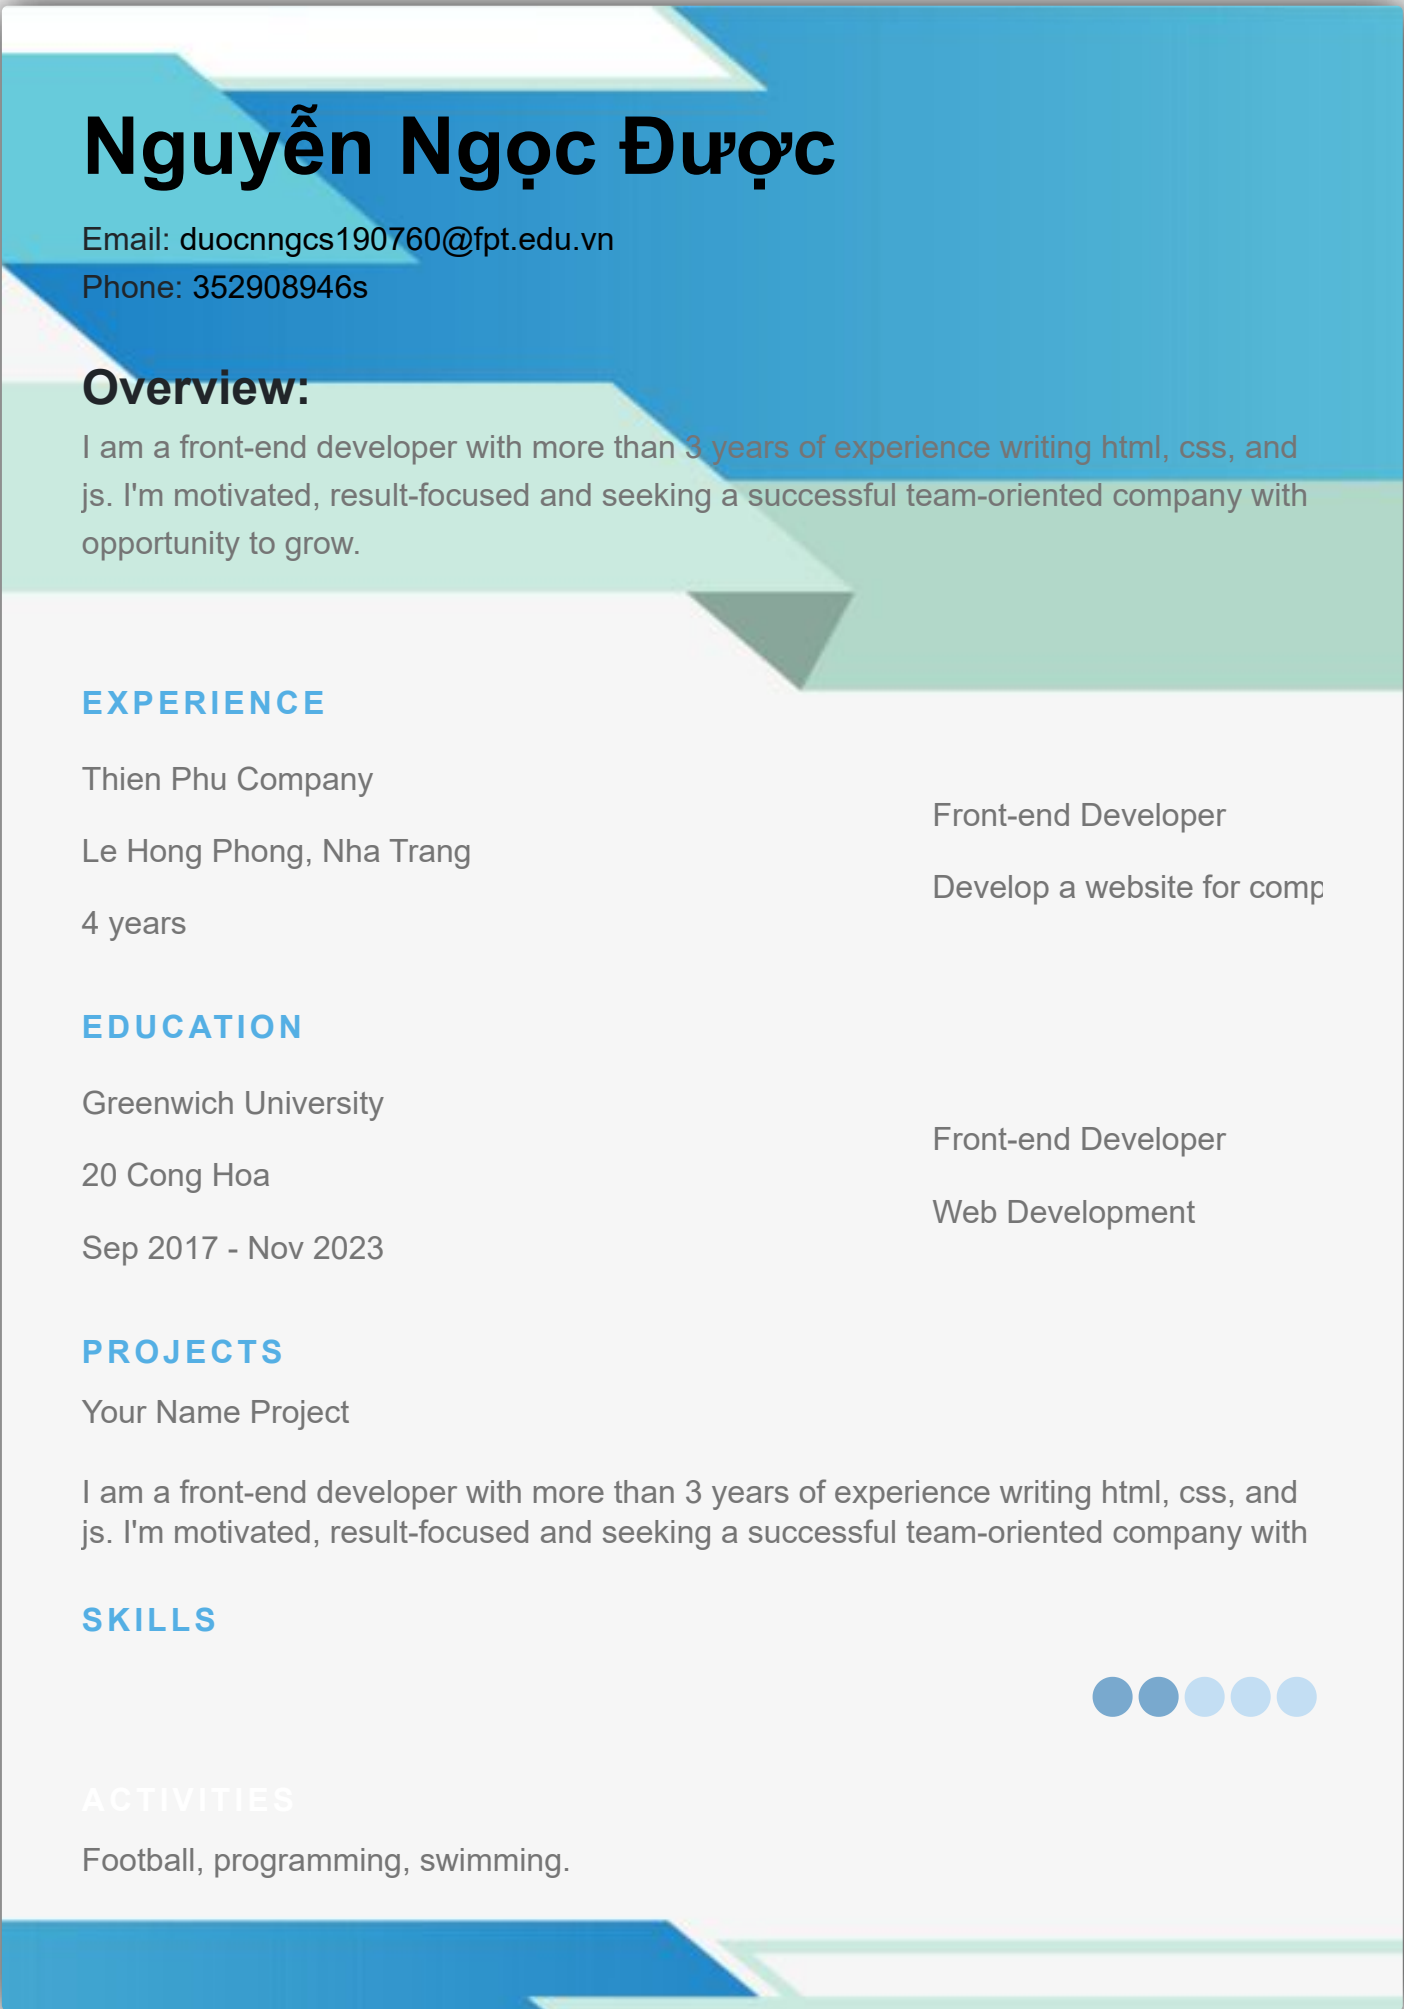 Nguyễn Ngọc Được
Email: duocnngcs190760@fpt.edu.vn
Phone: 352908946s
Overview:
I am a front-end developer with more than 3 years of experience writing html, css, and
js. I'm motivated, result-focused and seeking a successful team-oriented company with
opportunity to grow.
EXPERIENCE
Thien Phu Company
Le Hong Phong, Nha Trang
4 years
Front-end Developer
Develop a website for comp
EDUCATION
Greenwich University
20 Cong Hoa
Sep 2017 - Nov 2023
Front-end Developer
Web Development
PROJECTS
Your Name Project
I am a front-end developer with more than 3 years of experience writing html, css, and
js. I'm motivated, result-focused and seeking a successful team-oriented company with
SKILLS
ACTIVITIES
Football, programming, swimming.